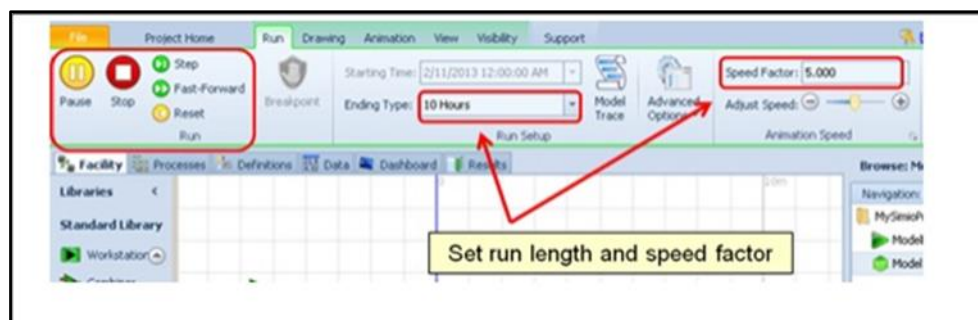 File Project Home Run Drawing Animation View Visibility Support
Pause Stop
Step
Fast-Forward
Reset
Run
Breakpoint
Starting Time: 2/11/2013 12:00:00 AM
Ending Type: 10 Hours
Model Trace
Advanced Options
Run Setup
Speed Factor: 5.000
Adjust Speed:
Animation Speed
Facility Processes Definitions Data Dashboard Results
Libraries
Standard Library
Workstation
Combiner
Browse:
Navigation:
Model
Model
Set run length and speed factor